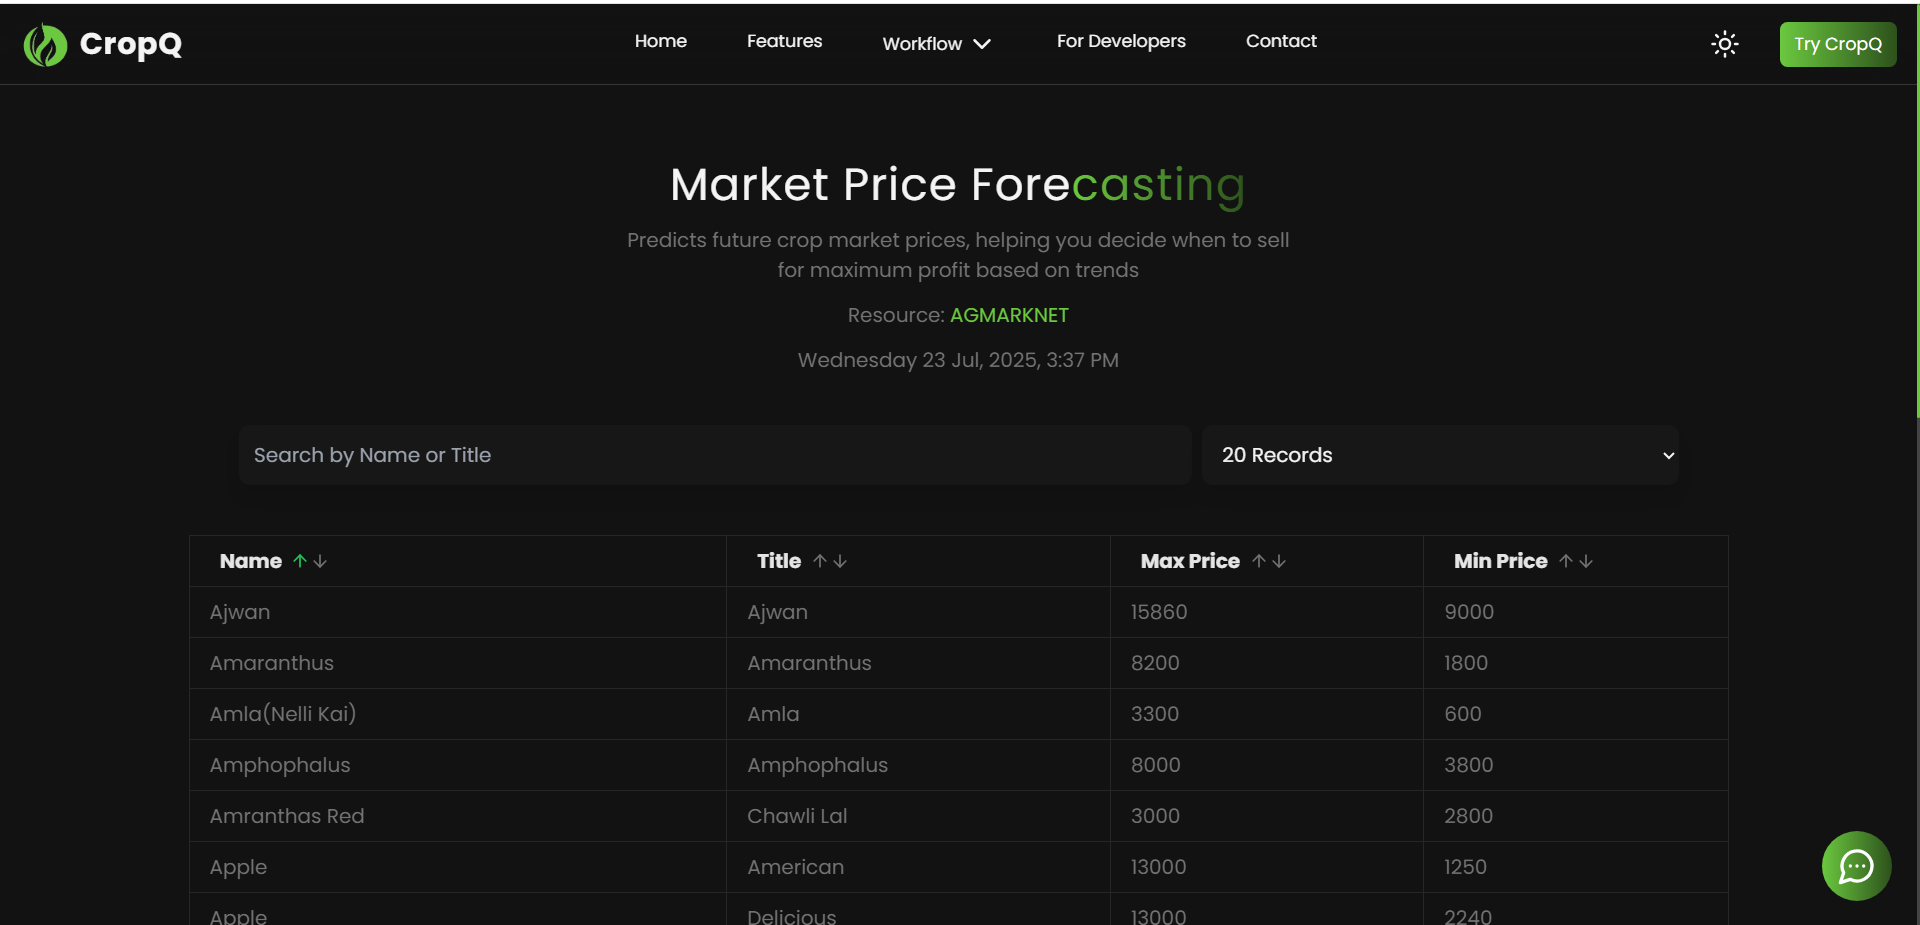 CropQ
Home Features Workflow For Developers Contact
Try CropQ
Market Price Forecasting
Predicts future crop market prices, helping you decide when to sell
for maximum profit based on trends
Resource: AGMARKNET
Wednesday 23 Jul, 2025, 3:37 PM
Search by Name or Title 20 Records
Name Title Max Price Min Price
Ajwan Ajwan 15860 9000
Amaranthus Amaranthus 8200 1800
Amla(Nelli Kai) Amla 3300 600
Amphophalus Amphophalus 8000 3800
Amranthas Red Chawli Lal 3000 2800
Apple American 13000 1250
Apple Delicious 13000 2240